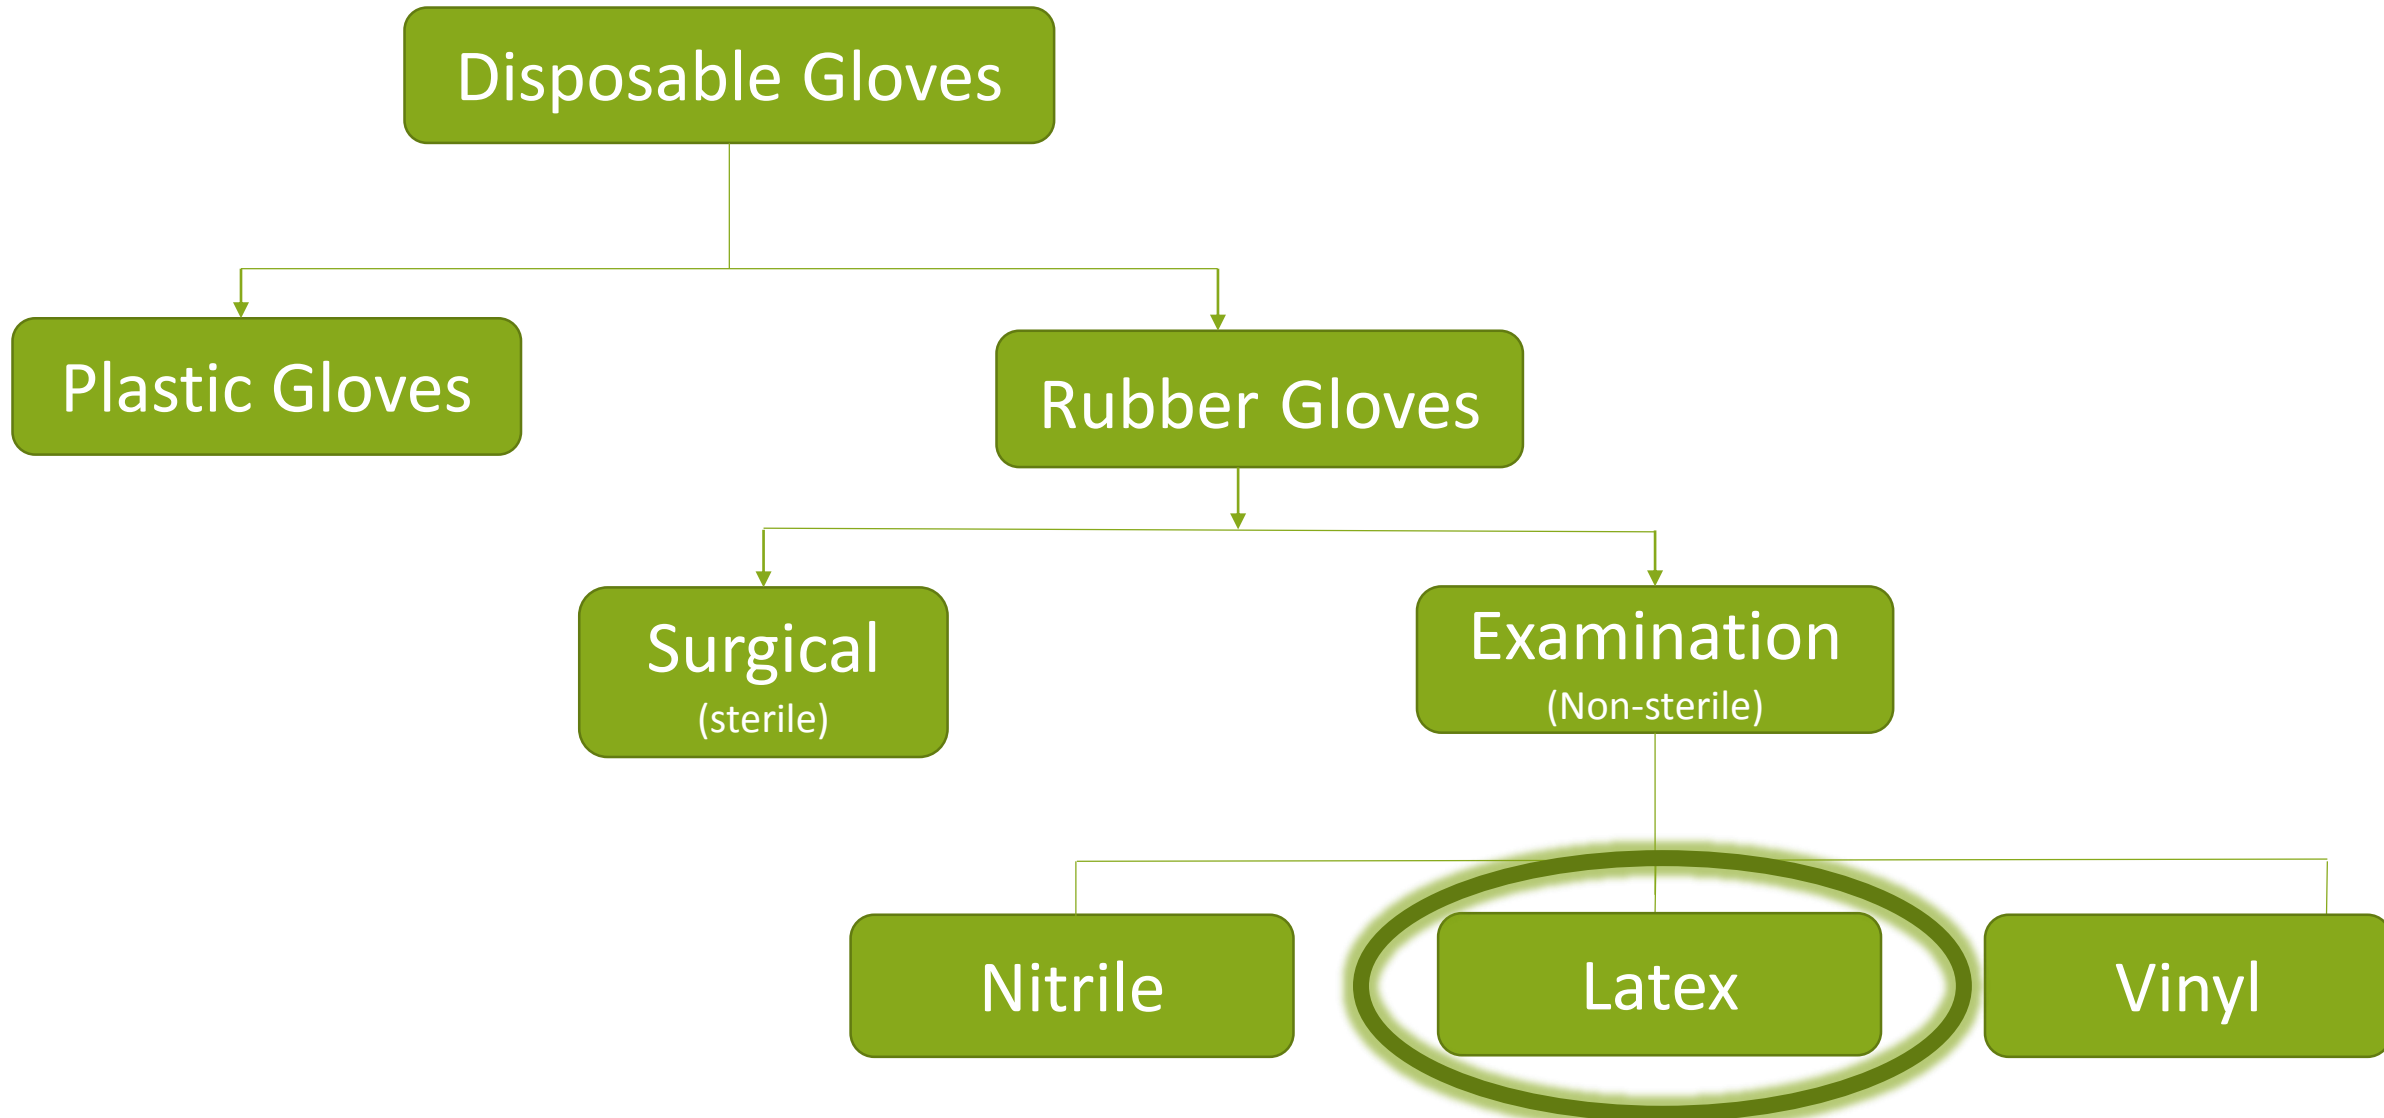 Disposable Gloves
Plastic Gloves
Rubber Gloves
Surgical
(sterile)
Examination
(Non-sterile)
Nitrile
Latex
Vinyl